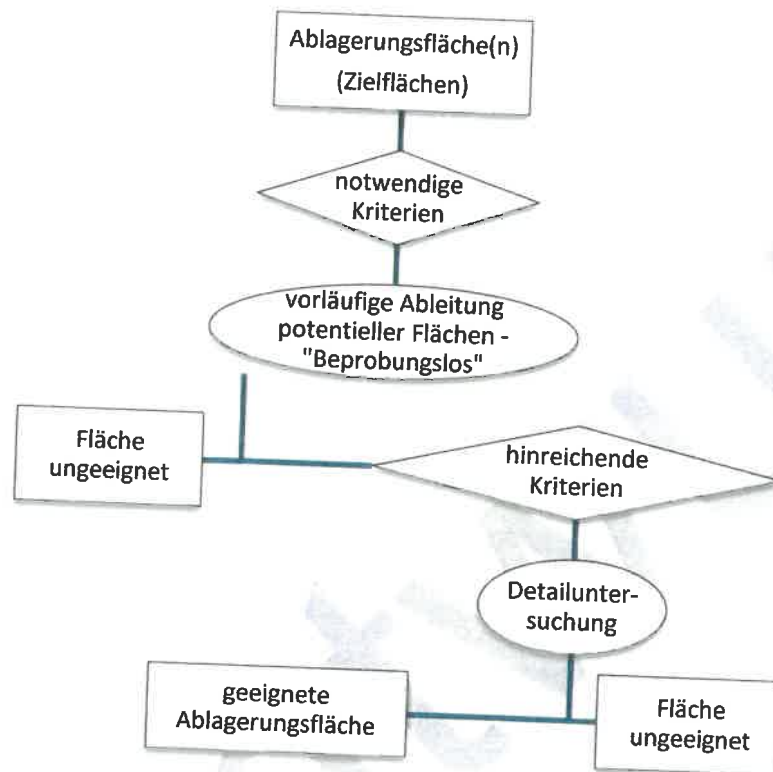 Ablagerungsfläche(n)
(Zielflächen)
notwendige
Kriterien
vorläufige Ableitung
potentieller Flächen -
"Beprobungslos"
Fläche
ungeeignet
hinreichende
Kriterien
Detailunter-
suchung
geeignete
Ablagerungsfläche
Fläche
ungeeignet